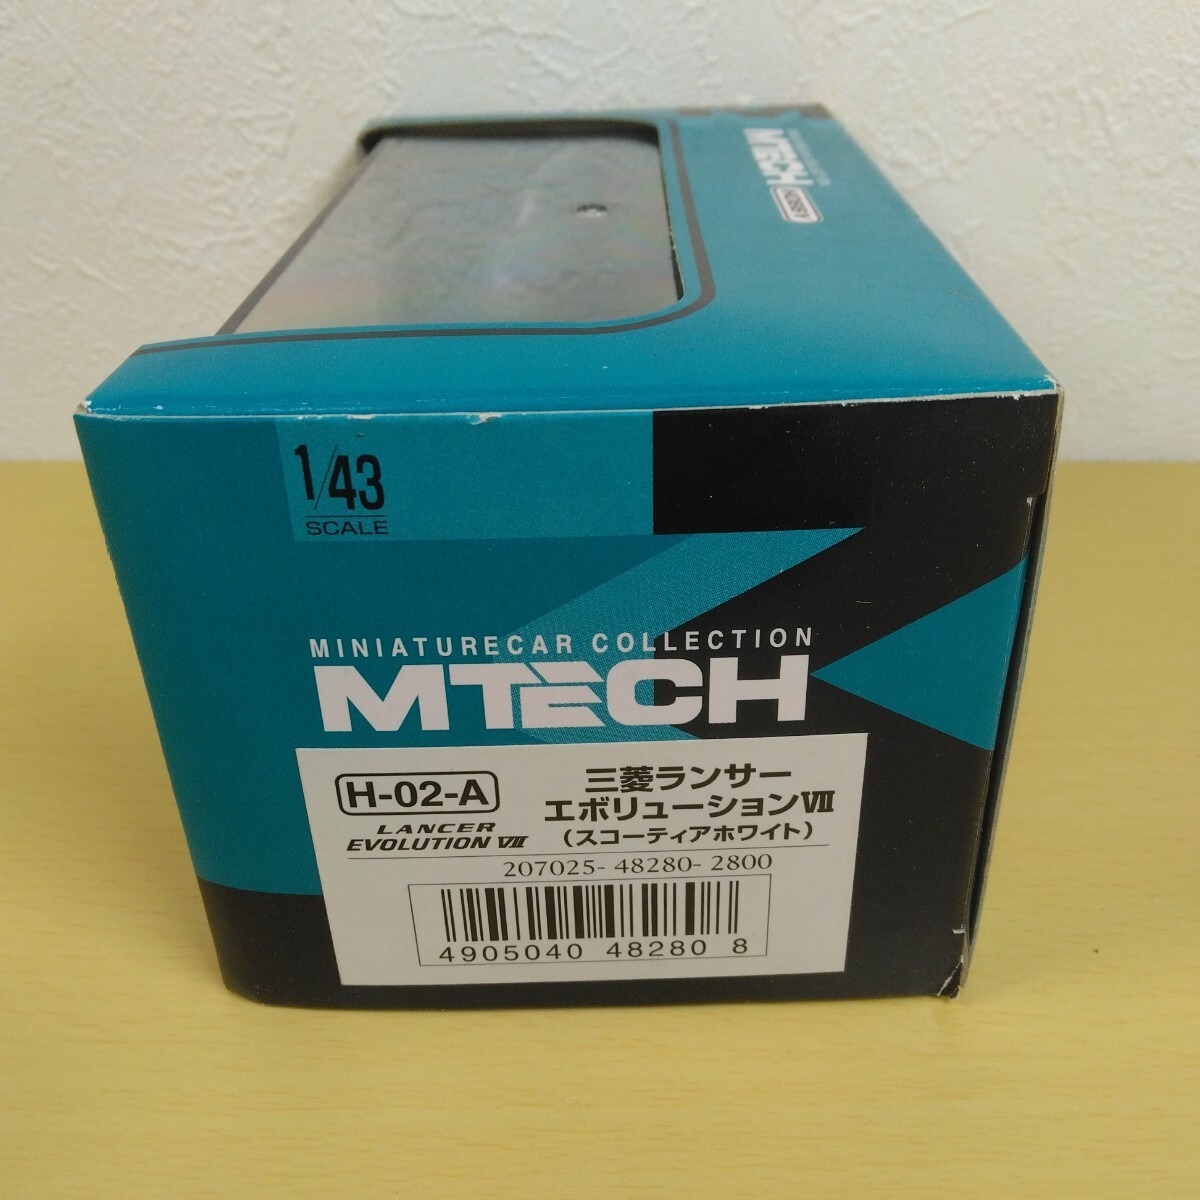 MTECH
1/43
SCALE
MINIATURECAR COLLECTION
MTECH
H-02-A
LANCER
EVOLUTION VII
三菱ランサー
エボリューションVII
(スコーティアホワイト)
207025-48280-2800
4905040 48280 8